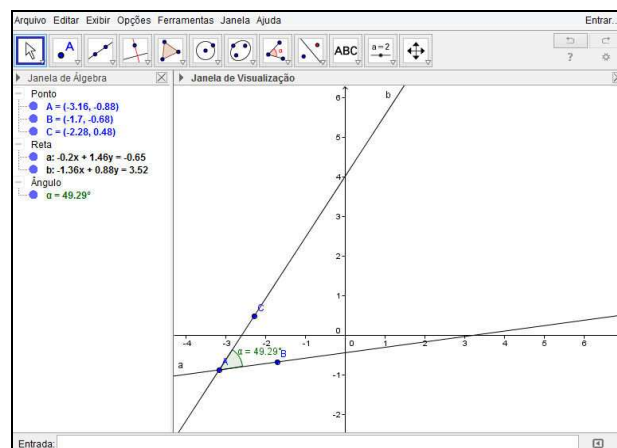 Arquivo Editar Exibir Opções Ferramentas Janela Ajuda Entrar...
A ABC a=2
?
Janela de Álgebra
Janela de Visualização
Ponto
A = (-3.16, -0.88)
B = (-1.7, -0.68)
C = (-2.28, 0.48)
Reta
a: -0.2x + 1.46y = -0.65
b: -1.36x + 0.88y = 3.52
Ângulo
α = 49.29°
b
6
5
4
3
2
1
C
0
-4 -3 -2 -1 0 1 2 3 4 5 6
α = 49.29°
A B
a
-1
-2
Entrada: